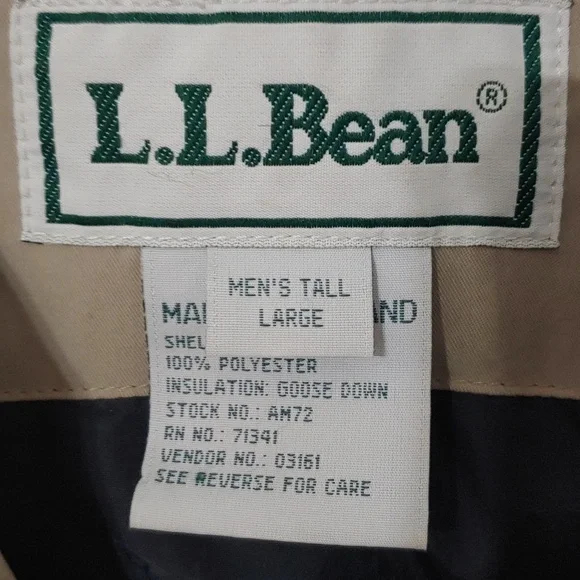 L.L.Bean®
MEN'S TALL
LARGE
100% POLYESTER
INSULATION: GOOSE DOWN
STOCK NO.: AM72
RN NO.: 71341
VENDOR NO.: 03161
SEE REVERSE FOR CARE